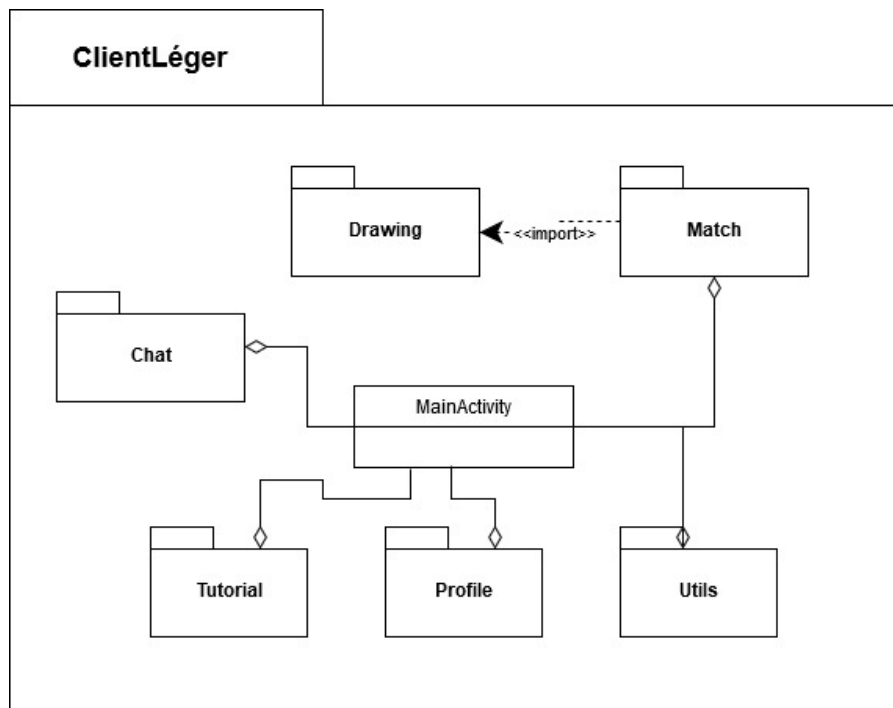 ClientLéger
Drawing
<<import>>
Match
Chat
MainActivity
Tutorial
Profile
Utils